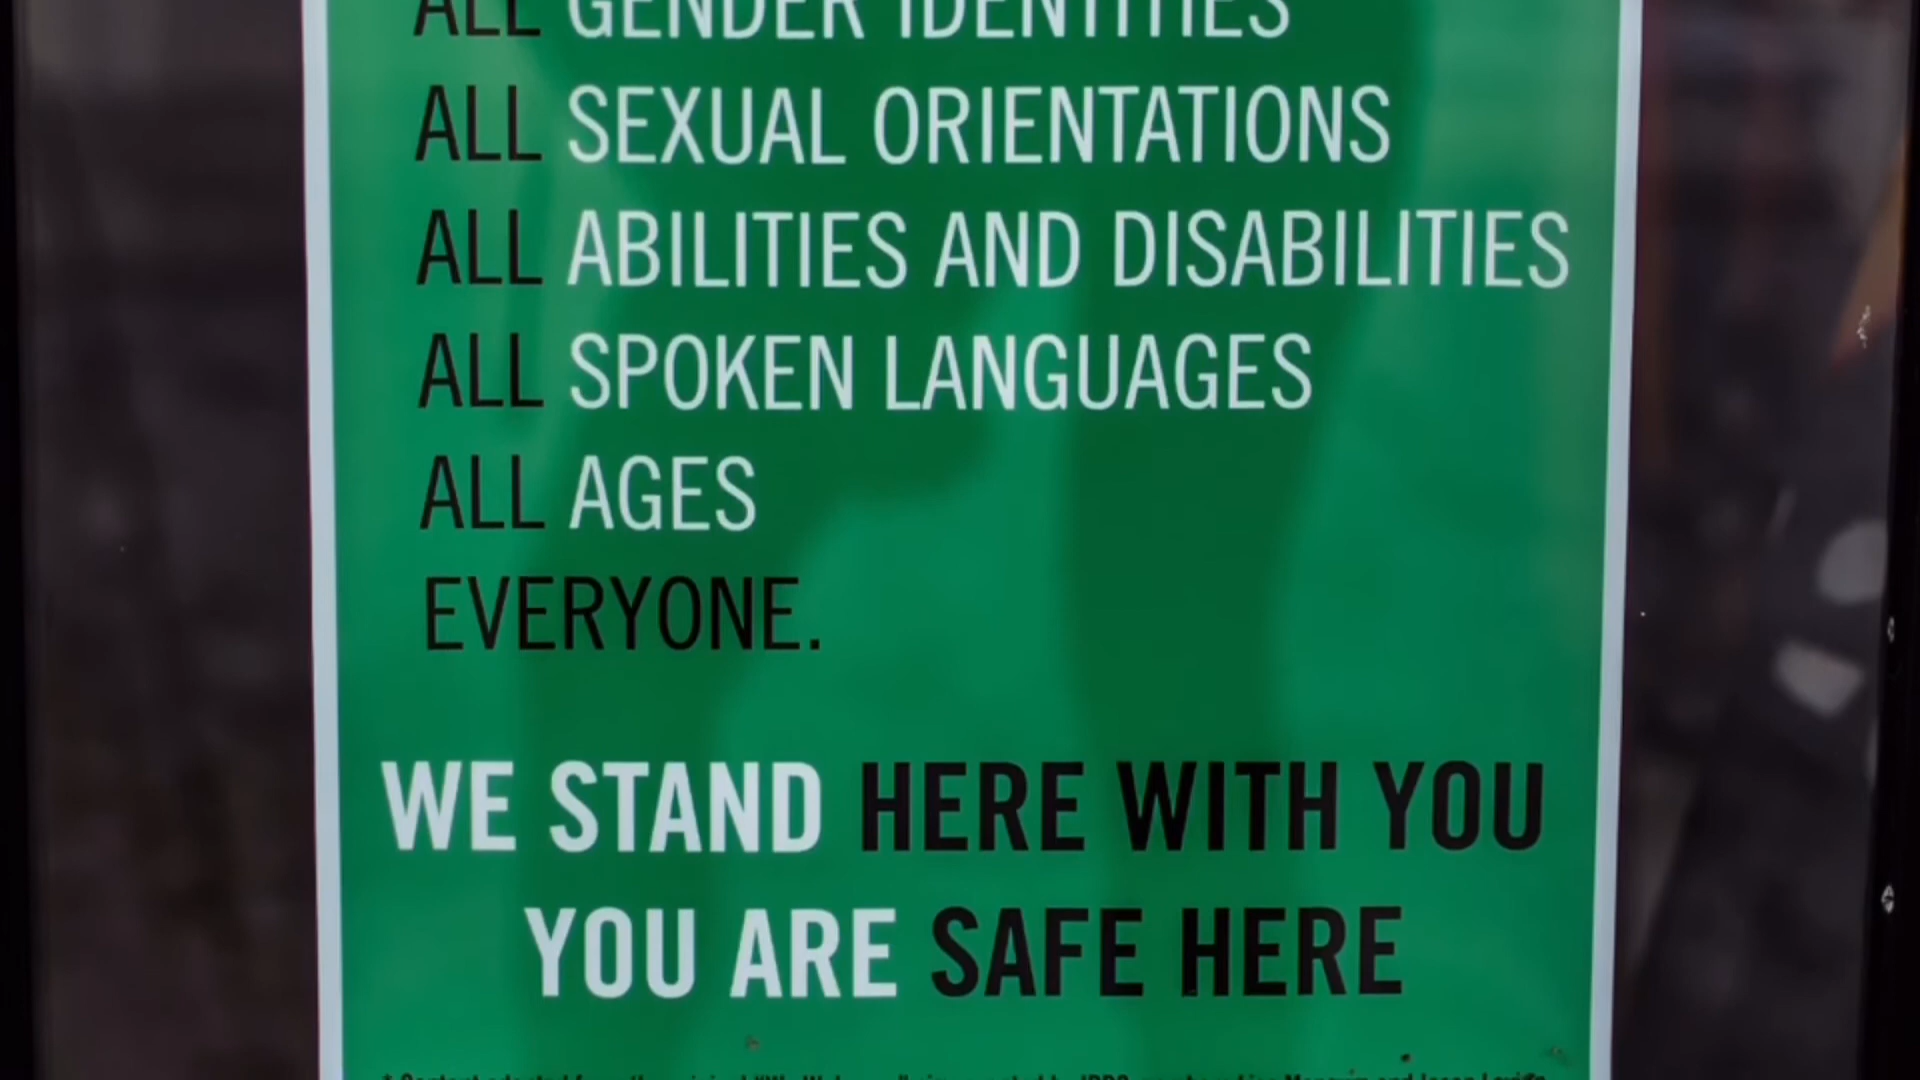 ALL GENDER IDENTITIES
ALL SEXUAL ORIENTATIONS
ALL ABILITIES AND DISABILITIES
ALL SPOKEN LANGUAGES
ALL AGES
EVERYONE.
WE STAND HERE WITH YOU
YOU ARE SAFE HERE